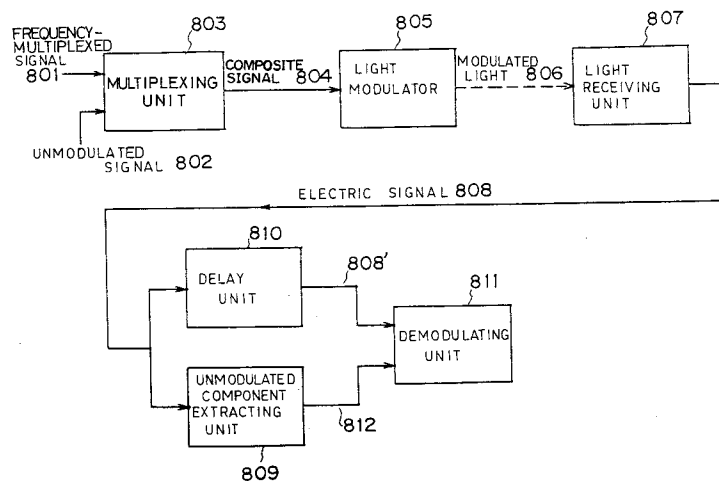 803
805
807
FREQUENCY-
MULTIPLEXED
SIGNAL
801
MULTIPLEXING
UNIT
COMPOSITE
SIGNAL 804
LIGHT
MODULATOR
MODULATED
LIGHT 806
LIGHT
RECEIVING
UNIT
UNMODULATED
SIGNAL 802
ELECTRIC SIGNAL 808
810
DELAY
UNIT
808'
811
DEMODULATING
UNIT
UNMODULATED
COMPONENT
EXTRACTING
UNIT
812
809